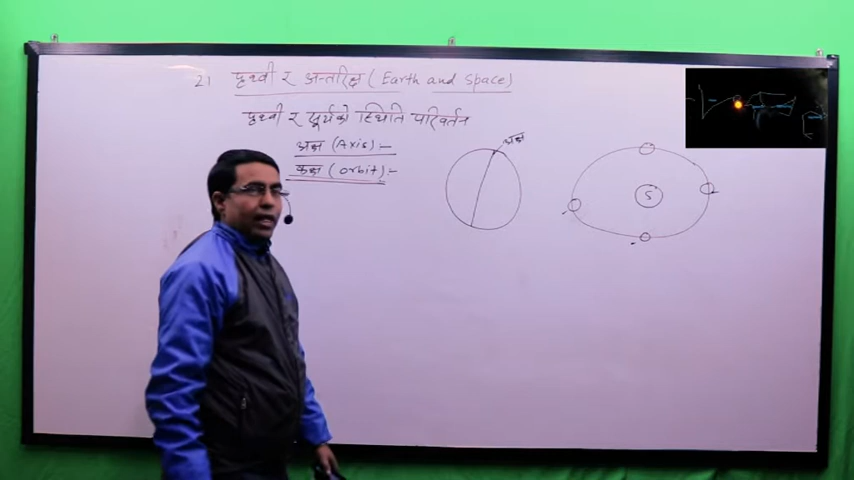 21 पृथ्वी र अन्तरिक्ष (Earth and Space)
पृथ्वी र सूर्यको स्थिति परिवर्तन
अक्ष (Axis) :-
कक्ष (Orbit) :-
अक्ष
S